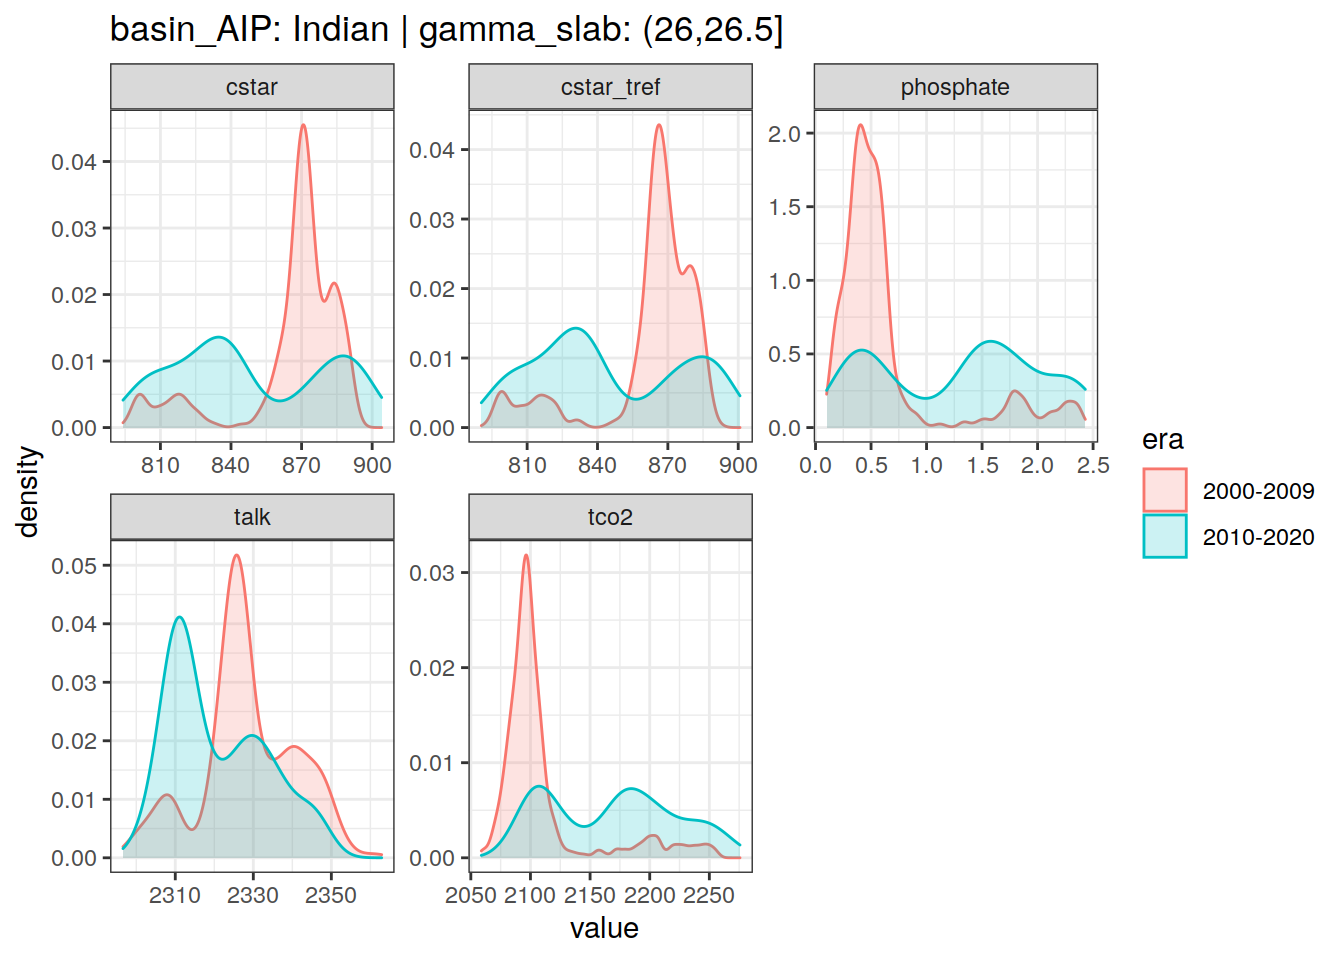 basin_AIP: Indian | gamma_slab: (26,26.5]
cstar
cstar_tref
phosphate
0.04
0.03
0.02
0.01
0.00
810 840 870 900
0.04
0.03
0.02
0.01
0.00
810 840 870 900
2.0
1.5
1.0
0.5
0.0
0.0 0.5 1.0 1.5 2.0 2.5
talk
tco2
0.05
0.04
0.03
0.02
0.01
0.00
2310 2330 2350
0.03
0.02
0.01
0.00
2050 2100 2150 2200 2250
density
value
era
2000-2009
2010-2020